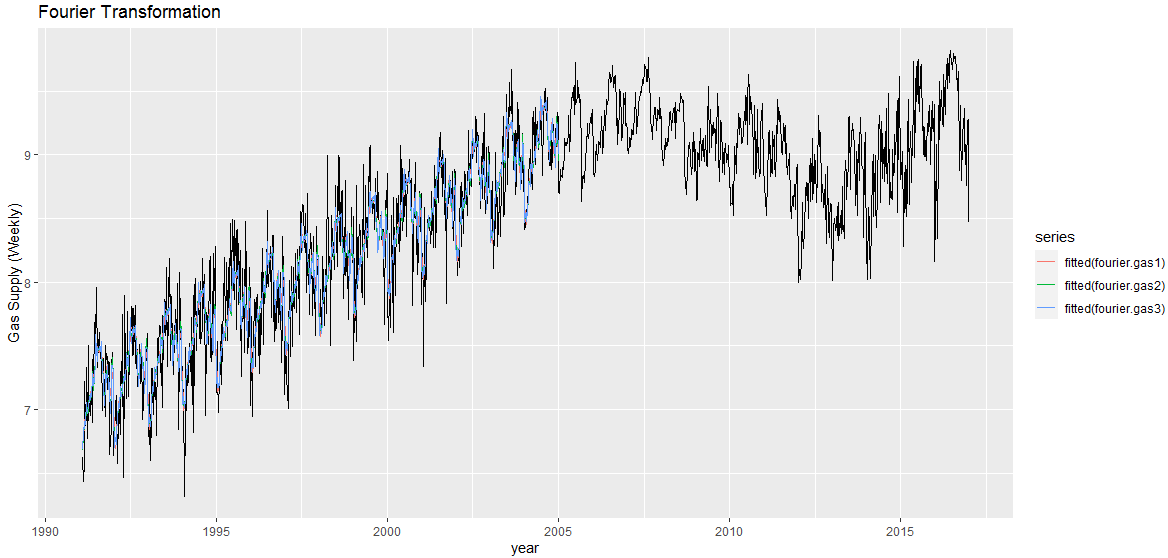 Fourier Transformation
Gas Supply (Weekly)
9
8
7
1990 1995 2000 2005 2010 2015
year
series
fitted(fourier.gas1)
fitted(fourier.gas2)
fitted(fourier.gas3)